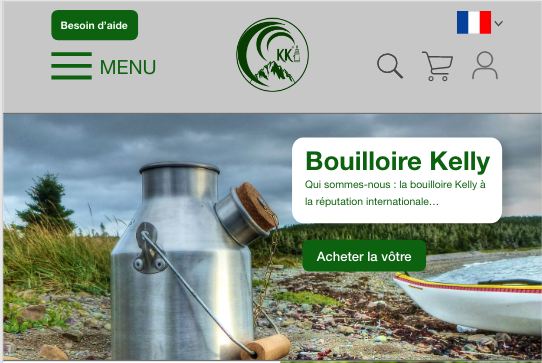 Besoin d'aide
MENU
KK
Bouilloire Kelly
Qui sommes-nous : la bouilloire Kelly à
la réputation internationale…
Acheter la vôtre